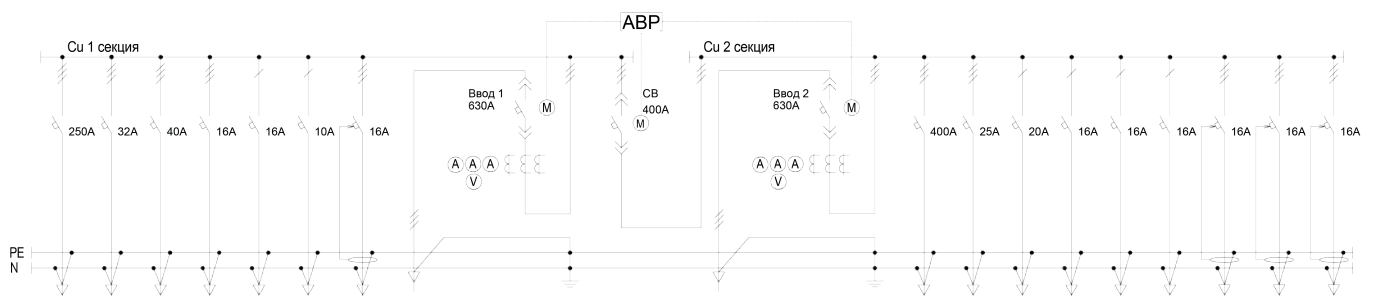 АВР
Cu 1 секция
Cu 2 секция
Ввод 1
630А
М
СВ
400А
М
Ввод 2
630А
М
250А
32А
40А
16А
16А
10А
16А
400А
25А
20А
16А
16А
16А
16А
16А
16А
А А А
V
А А А
V
PE
N